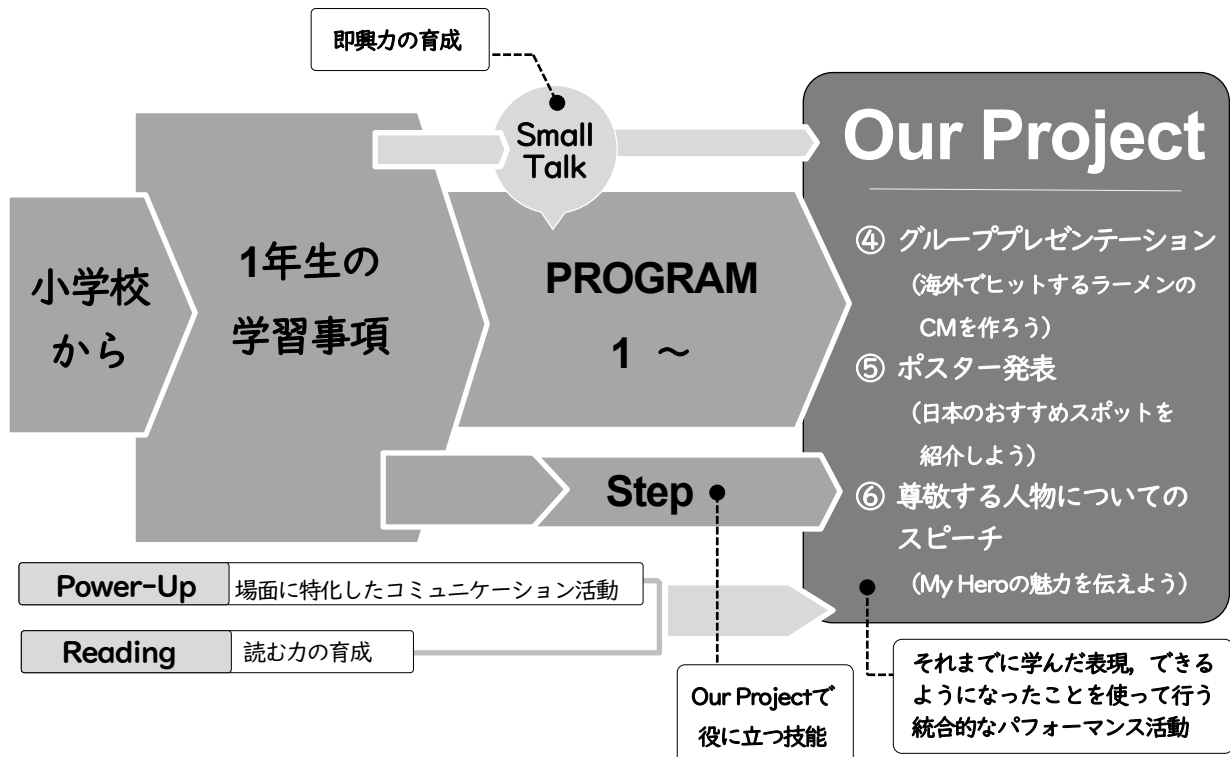 即興力の育成
Small
Talk
小学校
から
1年生の
学習事項
PROGRAM
1 ～
Step
Our Project
④ グループプレゼンテーション
（海外でヒットするラーメンの
CMを作ろう）
⑤ ポスター発表
（日本のおすすめスポットを
紹介しよう）
⑥ 尊敬する人物についての
スピーチ
（My Heroの魅力を伝えよう）
Power-Up 場面に特化したコミュニケーション活動
Reading 読む力の育成
Our Projectで
役に立つ技能
それまでに学んだ表現，できる
ようになったことを使って行う
統合的なパフォーマンス活動